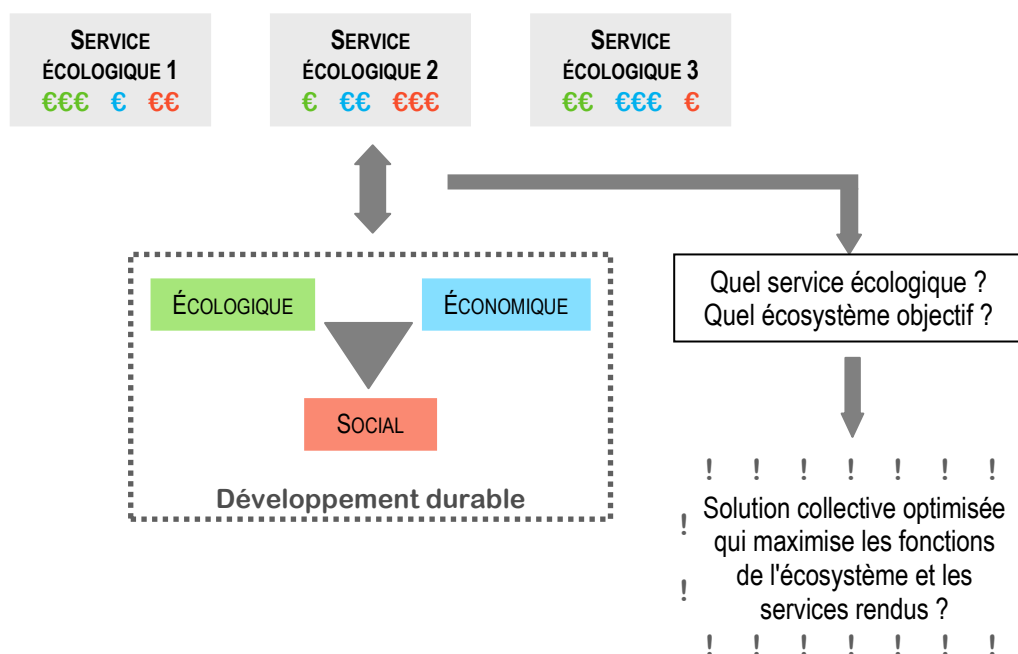 SERVICE
ÉCOLOGIQUE 1
€€€ € €€
SERVICE
ÉCOLOGIQUE 2
€ €€ €€€
SERVICE
ÉCOLOGIQUE 3
€€ €€€ €
ÉCOLOGIQUE
ÉCONOMIQUE
SOCIAL
Développement durable
Quel service écologique ?
Quel écosystème objectif ?
! ! ! ! ! ! !
! Solution collective optimisée
qui maximise les fonctions
! de l'écosystème et les
services rendus ?
! ! ! ! ! ! !